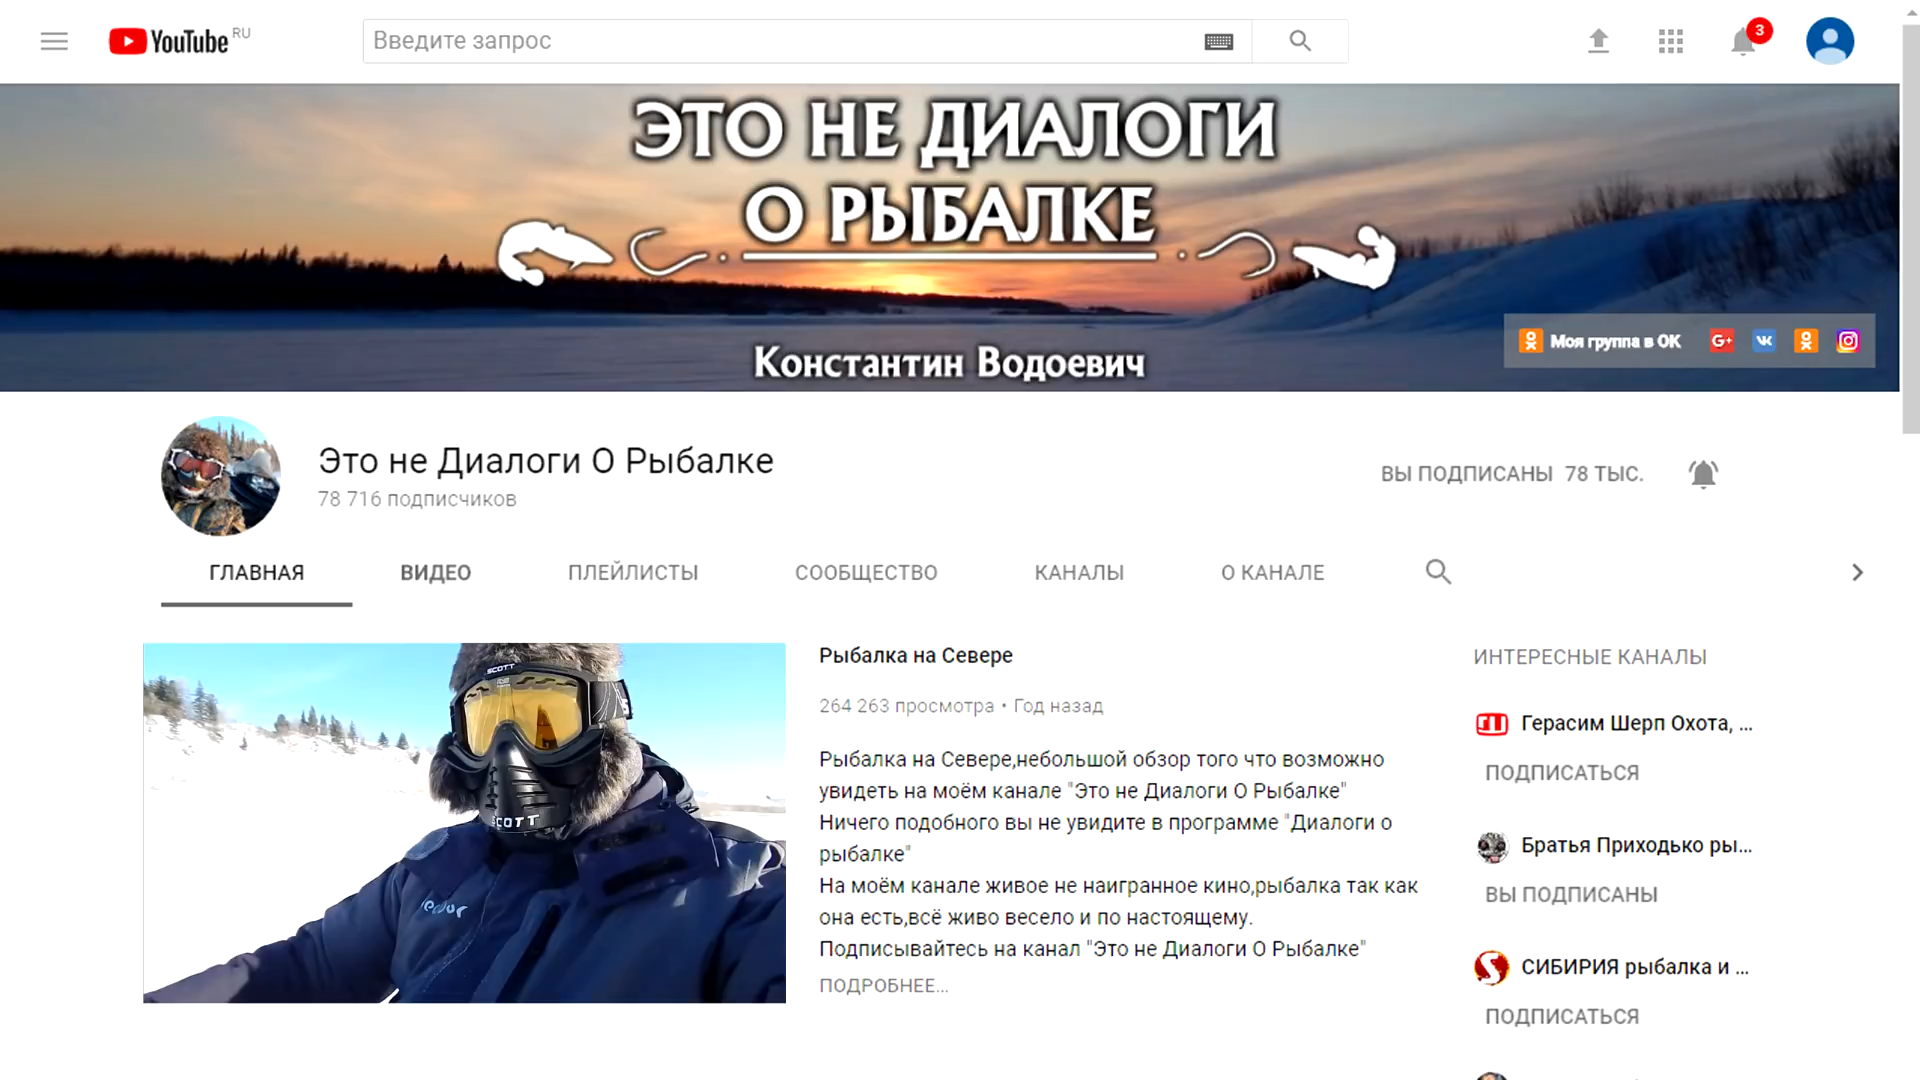 YouTube RU
Введите запрос
3
ЭТО НЕ ДИАЛОГИ
О РЫБАЛКЕ
Константин Водоевич
Моя группа в ОК
G+
Это не Диалоги О Рыбалке
78 716 подписчиков
ВЫ ПОДПИСАНЫ 78 ТЫС.
ГЛАВНАЯ
ВИДЕО
ПЛЕЙЛИСТЫ
СООБЩЕСТВО
КАНАЛЫ
О КАНАЛЕ
SCOTT
SCOTT
Рыбалка на Севере
264 263 просмотра • Год назад
Рыбалка на Севере,небольшой обзор того что возможно
увидеть на моём канале "Это не Диалоги О Рыбалке"
Ничего подобного вы не увидите в программе "Диалоги о
рыбалке"
На моём канале живое не наигранное кино,рыбалка так как
она есть,всё живо весело и по настоящему.
Подписывайтесь на канал "Это не Диалоги О Рыбалке"
ПОДРОБНЕЕ...
ИНТЕРЕСНЫЕ КАНАЛЫ
Герасим Шерп Охота, ...
ПОДПИСАТЬСЯ
Братья Приходько ры...
ВЫ ПОДПИСАНЫ
СИБИРИЯ рыбалка и ...
ПОДПИСАТЬСЯ